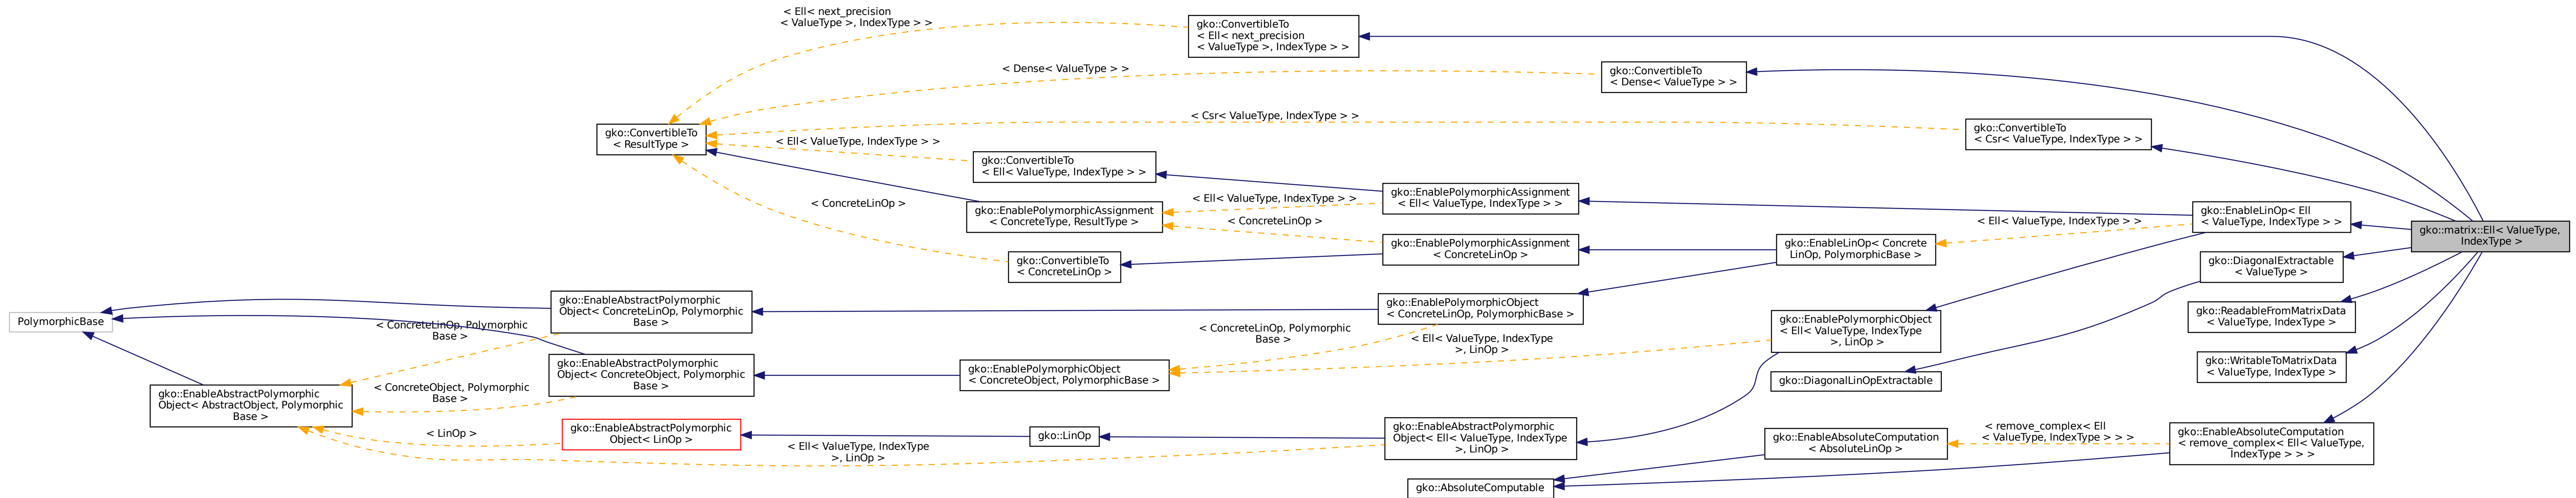 < Ell< next_precision
< ValueType >, IndexType > >
gko::ConvertibleTo
< Ell< next_precision
< ValueType >, IndexType > >
< Dense< ValueType > >
gko::ConvertibleTo
< Dense< ValueType > >
gko::ConvertibleTo
< ResultType >
< Csr< ValueType, IndexType > >
gko::ConvertibleTo
< Csr< ValueType, IndexType > >
< Ell< ValueType, IndexType > >
gko::ConvertibleTo
< Ell< ValueType, IndexType > >
< ConcreteLinOp >
gko::EnablePolymorphicAssignment
< ConcreteType, ResultType >
< Ell< ValueType, IndexType > >
< ConcreteLinOp >
gko::EnablePolymorphicAssignment
< Ell< ValueType, IndexType > >
gko::EnablePolymorphicAssignment
< ConcreteLinOp >
gko::ConvertibleTo
< ConcreteLinOp >
gko::EnableLinOp< Concrete
LinOp, PolymorphicBase >
< Ell< ValueType, IndexType > >
gko::EnableLinOp< Ell
< ValueType, IndexType > >
gko::matrix::Ell< ValueType,
IndexType >
gko::DiagonalExtractable
< ValueType >
gko::ReadableFromMatrixData
< ValueType, IndexType >
gko::WritableToMatrixData
< ValueType, IndexType >
PolymorphicBase
gko::EnableAbstractPolymorphic
Object< ConcreteLinOp, Polymorphic
Base >
< ConcreteLinOp, Polymorphic
Base >
gko::EnablePolymorphicObject
< ConcreteLinOp, PolymorphicBase >
< ConcreteLinOp, Polymorphic
Base >
gko::EnablePolymorphicObject
< Ell< ValueType, IndexType
>, LinOp >
gko::EnableAbstractPolymorphic
Object< ConcreteObject, Polymorphic
Base >
gko::EnablePolymorphicObject
< ConcreteObject, PolymorphicBase >
< Ell< ValueType, IndexType
>, LinOp >
gko::DiagonalLinOpExtractable
gko::EnableAbstractPolymorphic
Object< AbstractObject, Polymorphic
Base >
< ConcreteObject, Polymorphic
Base >
< LinOp >
gko::EnableAbstractPolymorphic
Object< LinOp >
gko::LinOp
< Ell< ValueType, IndexType
>, LinOp >
gko::EnableAbstractPolymorphic
Object< Ell< ValueType, IndexType
>, LinOp >
gko::EnableAbsoluteComputation
< AbsoluteLinOp >
< remove_complex< Ell
< ValueType, IndexType > > >
gko::EnableAbsoluteComputation
< remove_complex< Ell< ValueType,
IndexType > > >
gko::AbsoluteComputable